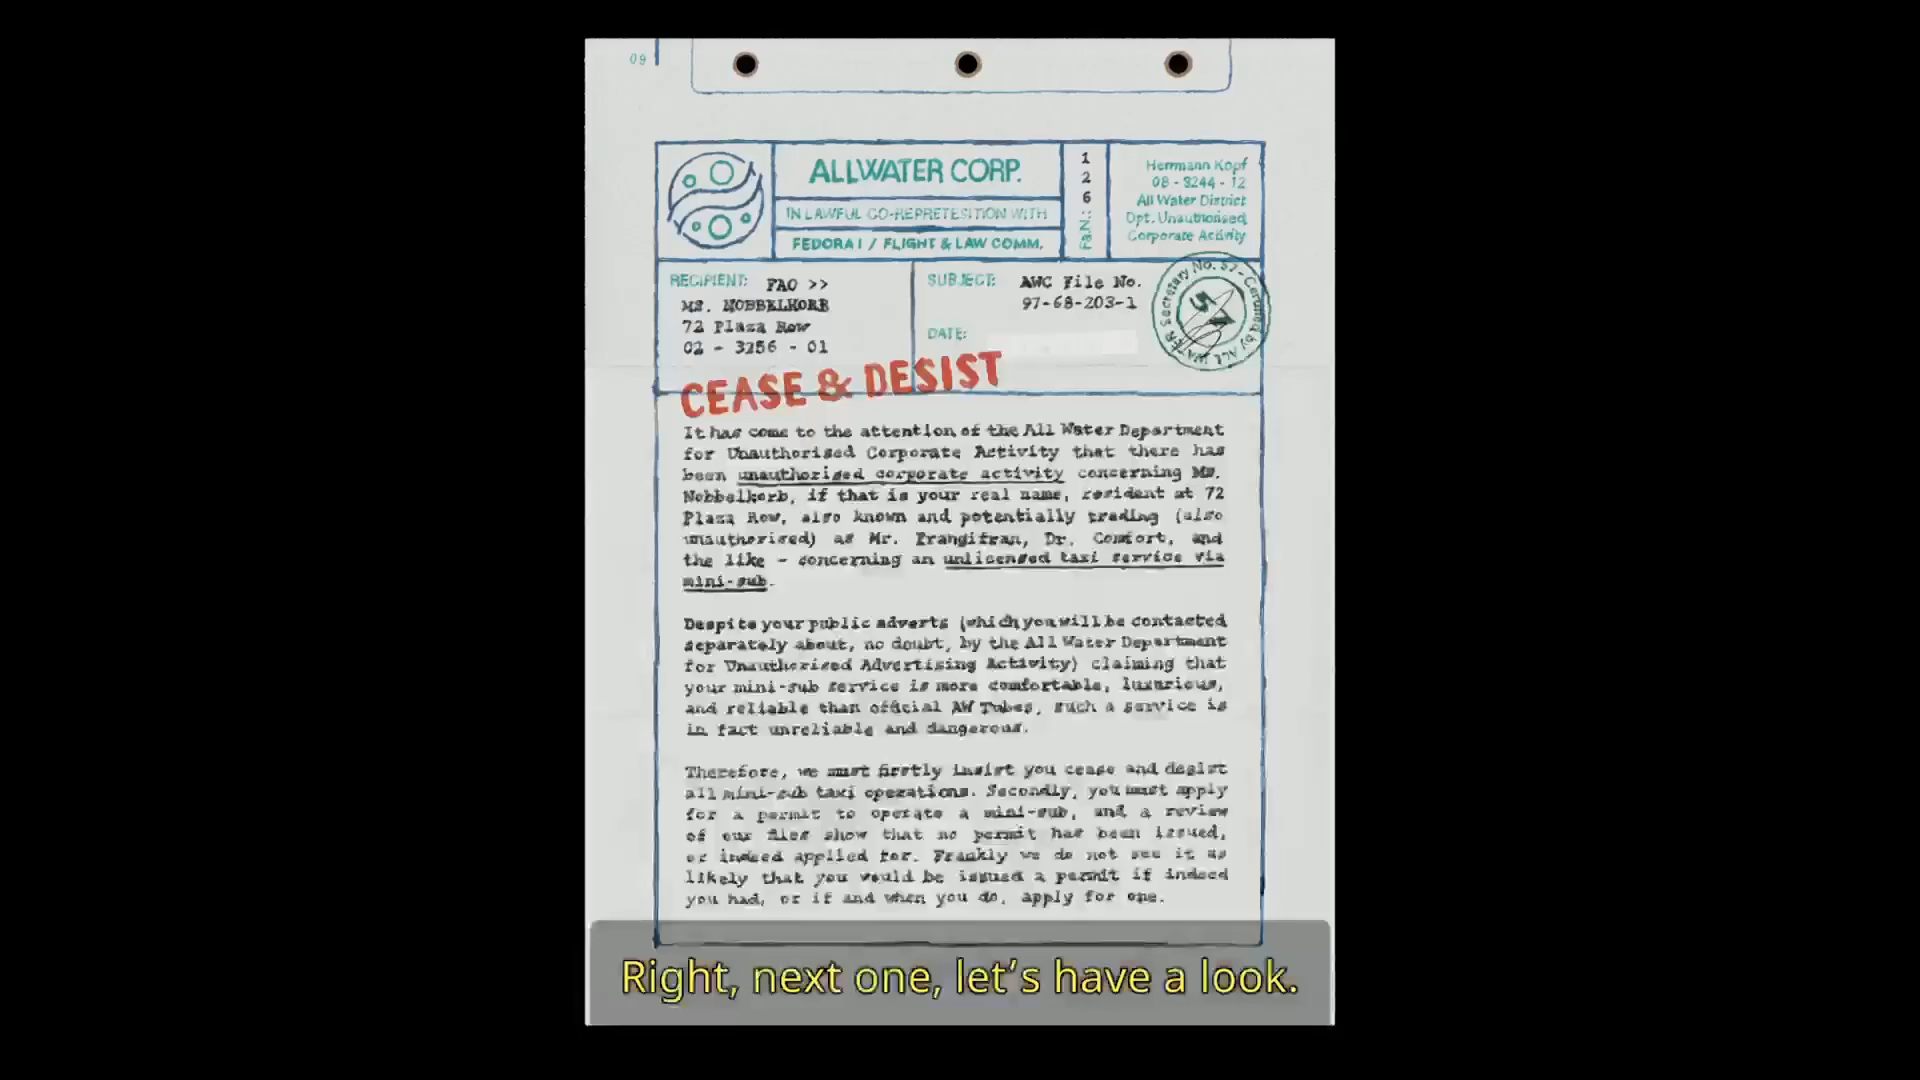 09
ALLWATER CORP.
IN LAWFUL CO-REPRETESITION WITH
FEDORAI / FLIGHT & LAW COMM.
F&N.: 126
Herrmann Kopf
08 - 3244 - 12
All Water District
Dpt. Unauthorised
Corporate Activity
RECIPIENT: FAO >>
MS. NOBBELKORB
72 Plaza Row
02 - 3256 - 01
SUBJECT: AWC File No.
97-68-203-1
DATE:
Secretary No. 57 - Certified by ALL WATER
57
CEASE & DESIST
It has come to the attention of the All Water Department
for Unauthorised Corporate Activity that there has
been unauthorised corporate activity concerning Ms.
Nobbelkorb, if that is your real name, resident at 72
Plaza Row, also known and potentially trading (also
unauthorised) as Mr. Frangifran, Dr. Comfort, and
the like - concerning an unlicensed taxi service via
mini-sub.
Despite your public adverts (which you will be contacted
separately about, no doubt, by the All Water Department
for Unauthorised Advertising Activity) claiming that
your mini-sub service is more comfortable, luxurious,
and reliable than official AW Tubes, such a service is
in fact unreliable and dangerous.
Therefore, we must firstly insist you cease and desist
all mini-sub taxi operations. Secondly, you must apply
for a permit to operate a mini-sub, and a review
of our files show that no permit has been issued,
or indeed applied for. Frankly we do not see it as
likely that you would be issued a permit if indeed
you had, or if and when you do, apply for one.
Right, next one, let’s have a look.